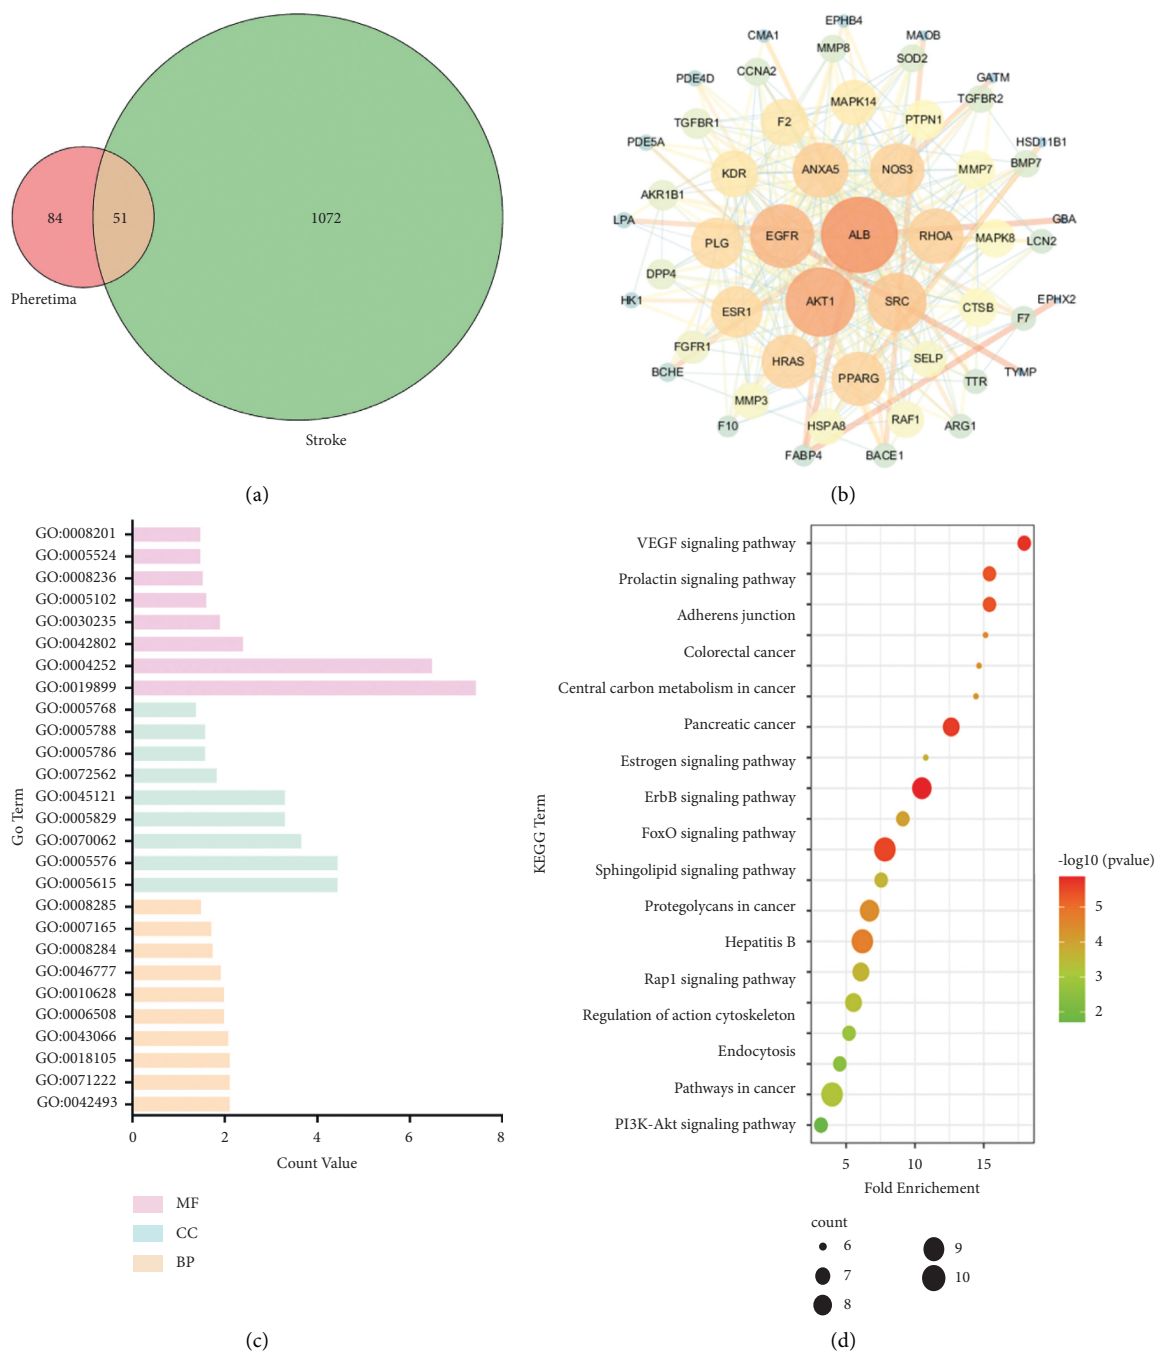 84
51
1072
Pheretima
Stroke
(a)
EPHB4
CMA1
MAOB
MMP8
SOD2
CCNA2
PDE4D
GATM
TGFBR2
MAPK14
F2
PTPN1
TGFBR1
PDE5A
HSD11B1
BMP7
KDR
ANXA5
NOS3
MMP7
AKR1B1
LPA
GBA
PLG
EGFR
ALB
RHOA
MAPK8
LCN2
DPP4
HK1
EPHX2
AKT1
SRC
CTSB
F7
ESR1
FGFR1
SELP
HRAS
BCHE
PPARG
TTR
TYMP
MMP3
F10
HSPA8
RAF1
ARG1
FABP4
BACE1
(b)
Go Term
GO:0008201
GO:0005524
GO:0008236
GO:0005102
GO:0030235
GO:0042802
GO:0004252
GO:0019899
GO:0005768
GO:0005788
GO:0005786
GO:0072562
GO:0045121
GO:0005829
GO:0070062
GO:0005576
GO:0005615
GO:0008285
GO:0007165
GO:0008284
GO:0046777
GO:0010628
GO:0006508
GO:0043066
GO:0018105
GO:0071222
GO:0042493
0 2 4 6 8
Count Value
MF
CC
BP
(c)
KEGG Term
VEGF signaling pathway
Prolactin signaling pathway
Adherens junction
Colorectal cancer
Central carbon metabolism in cancer
Pancreatic cancer
Estrogen signaling pathway
ErbB signaling pathway
FoxO signaling pathway
Sphingolipid signaling pathway
Protegolycans in cancer
Hepatitis B
Rap1 signaling pathway
Regulation of action cytoskeleton
Endocytosis
Pathways in cancer
PI3K-Akt signaling pathway
5 10 15
Fold Enrichement
-log10 (pvalue)
5
4
3
2
count
6 9
7 10
8
(d)